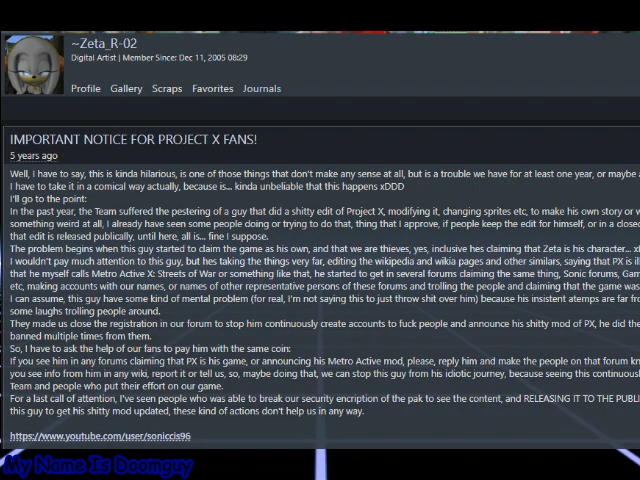 ~Zeta_R-02
Digital Artist | Member Since: Dec 11, 2005 08:29
Profile Gallery Scraps Favorites Journals
IMPORTANT NOTICE FOR PROJECT X FANS!
5 years ago
Well, I have to say, this is kinda hilarious, is one of those things that don't make any sense at all, but is a trouble we have for at least one year, or maybe
I have to take it in a comical way actually, because is... kinda unbeliable that this happens xDDD
I'll go to the point:
In the past year, the Team suffered the pestering of a guy that did a shitty edit of Project X, modifying it, changing sprites etc, to make his own story or
something weird at all, I already have seen some people doing or trying to do that, thing that I approve, if people keep the edit for himself, or in a
that edit is released publically, until here, all is... fine I suppose.
The problem begins when this guy started to claim the game as his own, and that we are thieves, yes, inclusive hes claiming that Zeta is his character...
I wouldn't pay much attention to this guy, but hes taking the things very far, editing the wikipedia and wikia pages and other similars, saying that PX is
that he myself calls Metro Active X: Streets of War or something like that, he started to get in several forums claiming the same thing, Sonic forums,
etc, making accounts with our names, or names of other representative persons of these forums and trolling the people and claiming that the game was
I can assume, this guy have some kind of mental problem (for real, I'm not saying this to just throw shit over him) because his insistent atemps are far
some laughs trolling people around.
They made us close the registration in our forum to stop him continuously create accounts to fuck people and announce his shitty mod of PX, he did the
banned multiple times from them.
So, I have to ask the help of our fans to pay him with the same coin:
If you see him in any forums claiming that PX is his game, or announcing his Metro Active mod, please, reply him and make the people on that forum
you see info from him in any wiki, report it or tell us, so, maybe doing that, we can stop this guy from his idiotic journey, because seeing this
Team and people who put their effort on our game.
For a last call of attention, I've seen people who was able to break our security encription of the pak to see the content, and RELEASING IT TO THE
this guy to get his shitty mod updated, these kind of actions don't help us in any way.
https://www.youtube.com/user/soniccis96
My Name Is Doomguy